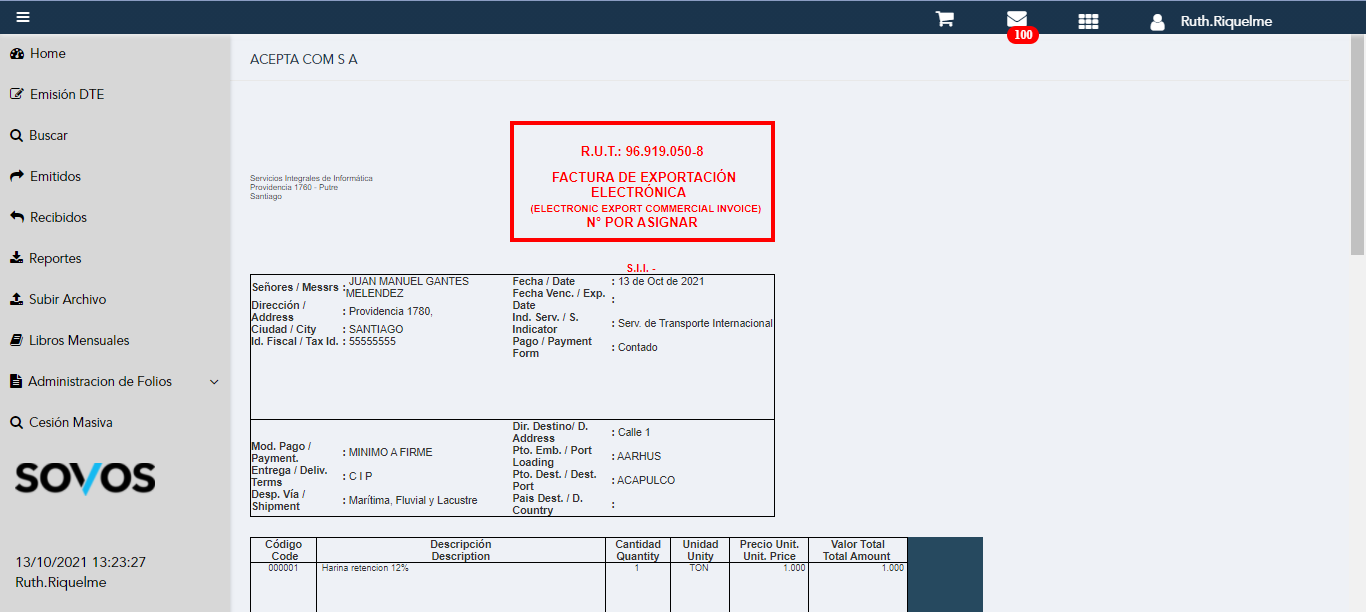 Ruth.Riquelme
100
Home
Emisión DTE
Buscar
Emitidos
Recibidos
Reportes
Subir Archivo
Libros Mensuales
Administracion de Folios
Cesión Masiva
SOVOS
13/10/2021 13:23:27
Ruth.Riquelme
ACEPTA COM S A
Servicios Integrales de Informática
Providencia 1760 - Putre
Santiago
R.U.T.: 96.919.050-8
FACTURA DE EXPORTACIÓN
ELECTRÓNICA
(ELECTRONIC EXPORT COMMERCIAL INVOICE)
N° POR ASIGNAR
S.I.I. -
Señores / Messrs : JUAN MANUEL GANTES
MELENDEZ
Dirección /
Address : Providencia 1780,
Ciudad / City : SANTIAGO
Id. Fiscal / Tax Id. : 55555555
Fecha / Date : 13 de Oct de 2021
Fecha Venc. / Exp.
Date :
Ind. Serv. / S.
Indicator : Serv. de Transporte Internacional
Pago / Payment
Form : Contado
Mod. Pago /
Payment. : MINIMO A FIRME
Entrega / Deliv.
Terms : C I P
Desp. Vía /
Shipment : Marítima, Fluvial y Lacustre
Dir. Destino/ D.
Address : Calle 1
Pto. Emb. / Port
Loading : AARHUS
Pto. Dest. / Dest.
Port : ACAPULCO
Pais Dest. / D.
Country :
Código Descripción Cantidad Unidad Precio Unit. Valor Total
Code Description Quantity Unity Unit. Price Total Amount
000001 Harina retencion 12% 1 TON 1.000 1.000